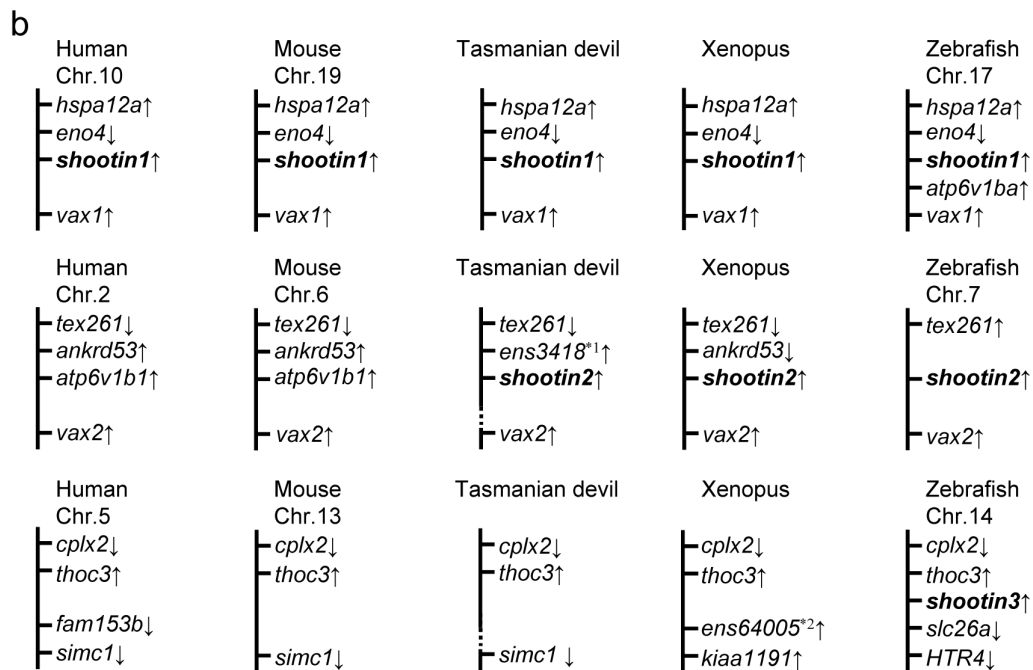 b
Human
Chr.10
hspa12a↑
eno4↓
shootin1↑
vax1↑
Mouse
Chr.19
hspa12a↑
eno4↓
shootin1↑
vax1↑
Tasmanian devil
hspa12a↑
eno4↓
shootin1↑
vax1↑
Xenopus
hspa12a↑
eno4↓
shootin1↑
vax1↑
Zebrafish
Chr.17
hspa12a↑
eno4↓
shootin1↑
atp6v1ba↑
vax1↑
Human
Chr.2
tex261↓
ankrd53↑
atp6v1b1↑
vax2↑
Mouse
Chr.6
tex261↓
ankrd53↑
atp6v1b1↑
vax2↑
Tasmanian devil
tex261↓
ens3418*1↑
shootin2↑
vax2↑
Xenopus
tex261↓
ankrd53↓
shootin2↑
vax2↑
Zebrafish
Chr.7
tex261↑
shootin2↑
vax2↑
Human
Chr.5
cplx2↓
thoc3↑
fam153b↓
simc1↓
Mouse
Chr.13
cplx2↓
thoc3↑
simc1↓
Tasmanian devil
cplx2↓
thoc3↑
simc1 ↓
Xenopus
cplx2↓
thoc3↑
ens64005*2↑
kiaa1191↑
Zebrafish
Chr.14
cplx2↓
thoc3↑
shootin3↑
slc26a↓
HTR4↓